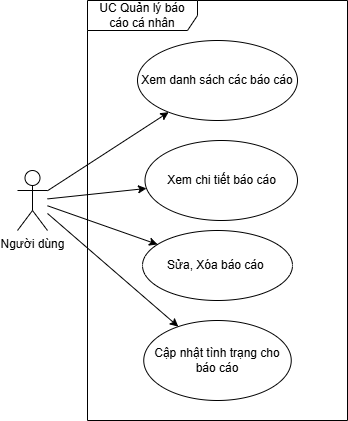 UC Quản lý báo
cáo cá nhân
Xem danh sách các báo cáo
Xem chi tiết báo cáo
Người dùng
Sửa, Xóa báo cáo
Cập nhật tình trạng cho
báo cáo